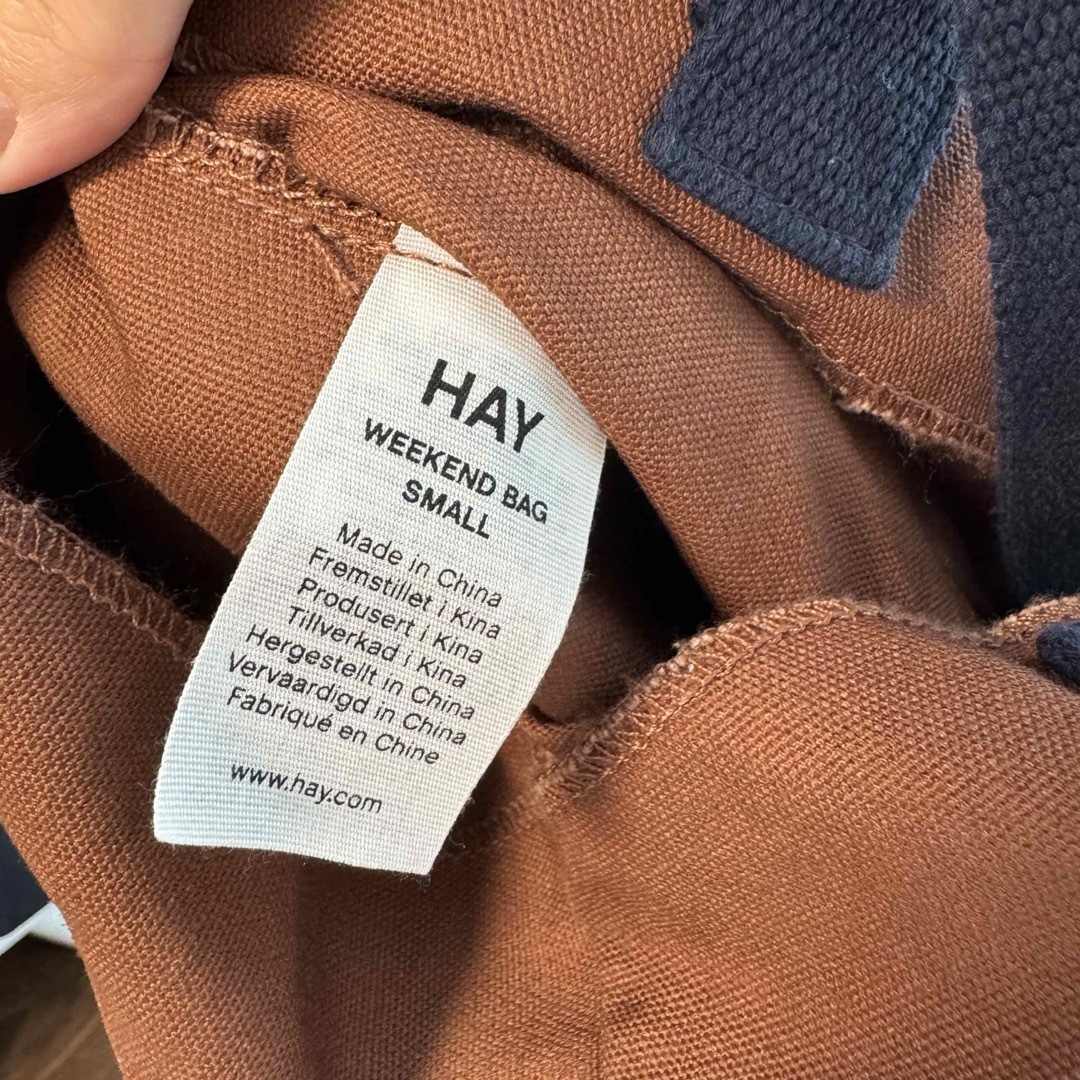 HAY
WEEKEND BAG
SMALL
Made in China
Fremstillet i Kina
Produsert i Kina
Tillverkad i Kina
Hergestellt in China
Vervaardigd in China
Fabriqué en Chine
www.hay.com